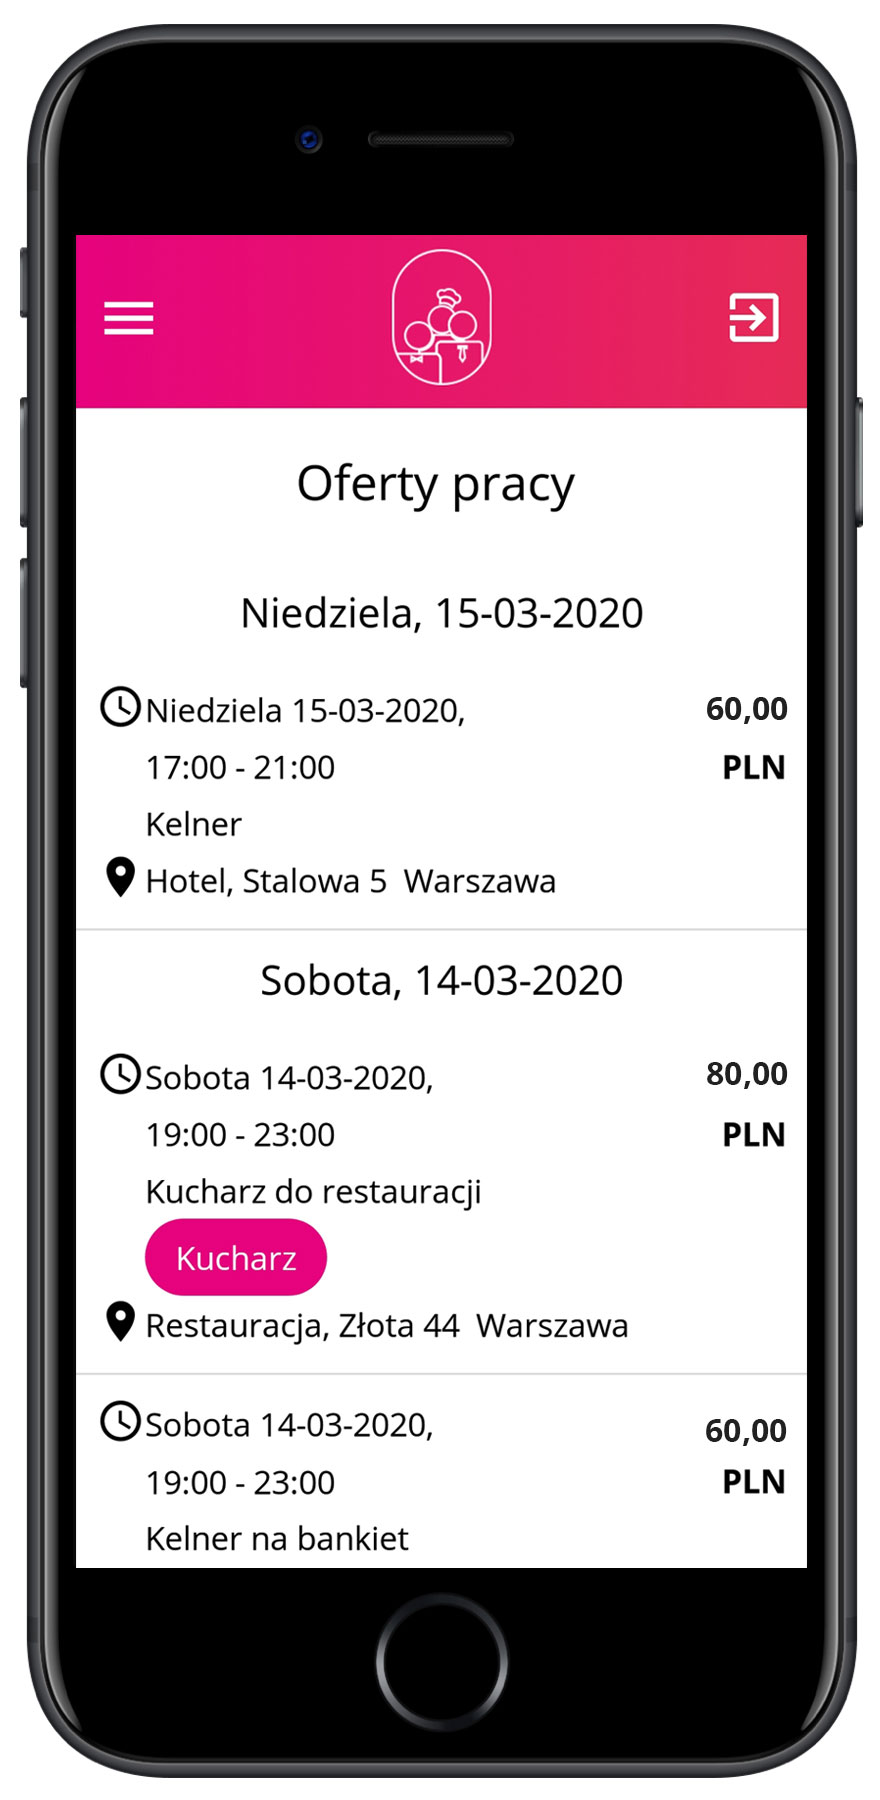 Oferty pracy
Niedziela, 15-03-2020
Niedziela 15-03-2020,
60,00
17:00 - 21:00
PLN
Kelner
Hotel, Stalowa 5  Warszawa
Sobota, 14-03-2020
Sobota 14-03-2020,
80,00
19:00 - 23:00
PLN
Kucharz do restauracji
Kucharz
Restauracja, Złota 44  Warszawa
Sobota 14-03-2020,
60,00
19:00 - 23:00
PLN
Kelner na bankiet